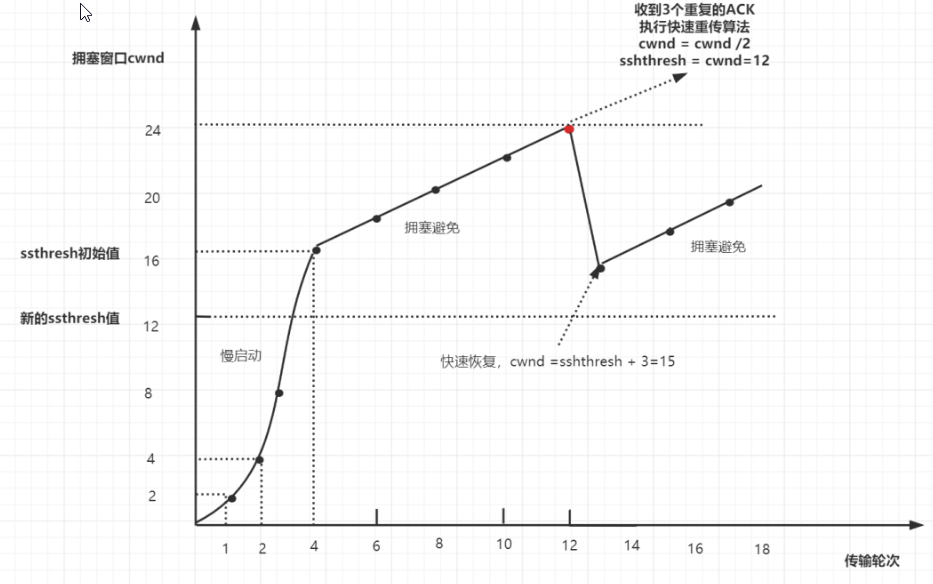 收到3个重复的ACK
执行快速重传算法
cwnd = cwnd /2
sshthresh = cwnd=12
拥塞窗口cwnd
24
20
ssthresh初始值
16
新的ssthresh值
12
8
4
2
拥塞避免
拥塞避免
慢启动
快速恢复，cwnd =sshthresh + 3=15
1 2 4 6 8 10 12 14 16 18
传输轮次